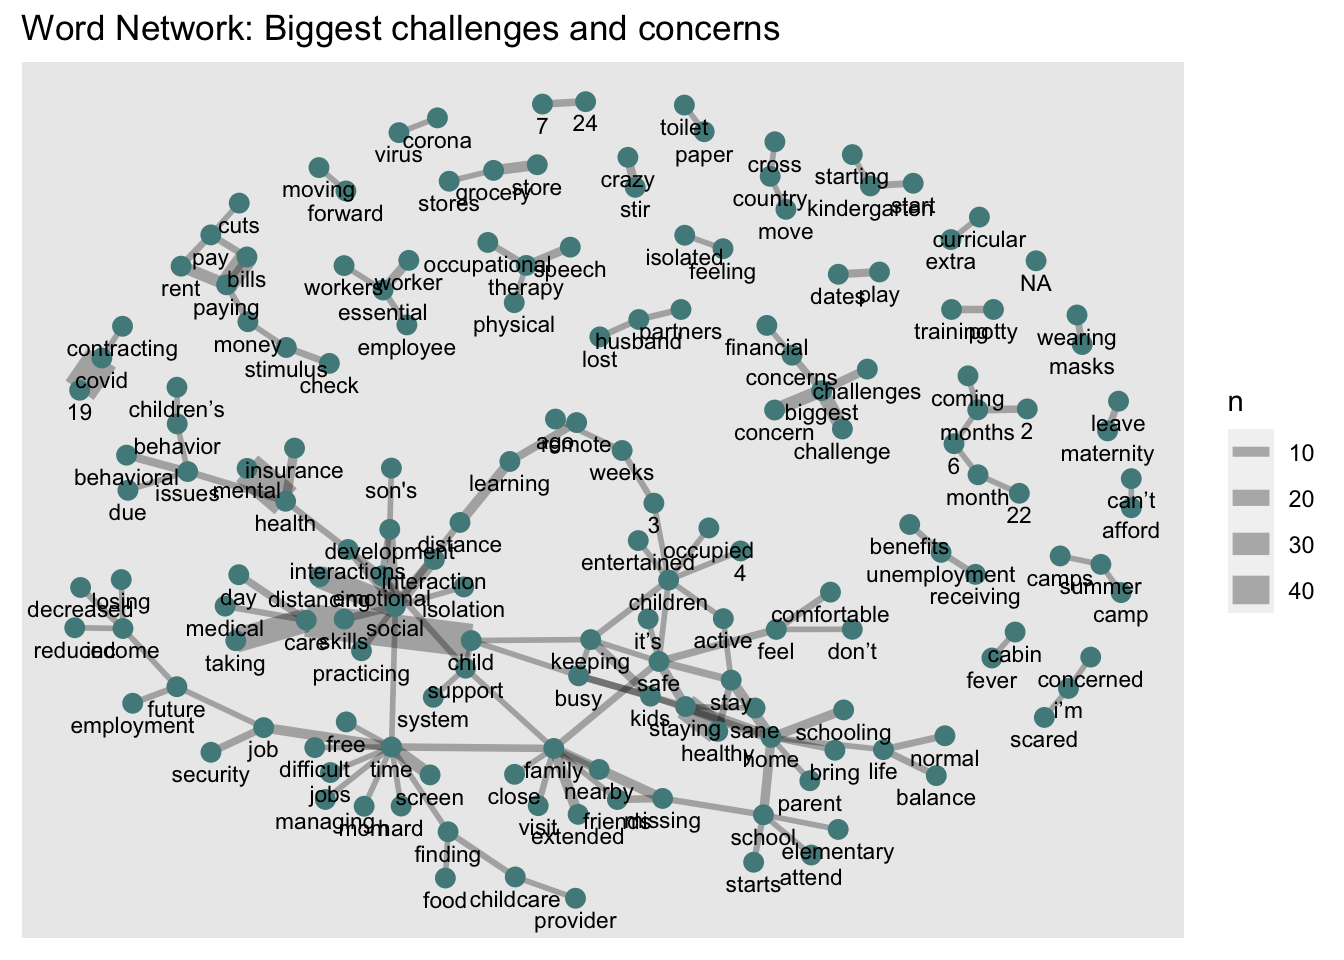 Word Network: Biggest challenges and concerns
7
24
toilet
paper
corona
virus
cross
country
move
crazy
stir
starting
kindergarten
start
moving
forward
stores
grocery
store
cuts
pay
bills
rent
paying
money
stimulus
check
curricular
extra
NA
isolated
feeling
occupational
speech
therapy
physical
workers
worker
essential
employee
dates
play
training
potty
wearing
masks
partners
husband
lost
financial
concerns
challenges
biggest
concern
challenge
contracting
covid
19
children’s
behavior
behavioral
issues
due
insurance
mental
health
coming
months
2
6
month
22
leave
maternity
can’t
afford
ago
remote
weeks
learning
3
son's
distance
development
interactions
interaction
emotional
isolation
distancing
social
skills
practicing
day
medical
care
taking
child
support
system
entertained
occupied
4
children
it’s
active
comfortable
feel
don’t
benefits
unemployment
receiving
camps
summer
camp
cabin
fever
concerned
i’m
scared
losing
decreased
reduced
income
future
employment
job
security
keeping
busy
safe
kids
stay
staying
sane
healthy
home
schooling
bring
life
normal
balance
parent
school
elementary
attend
starts
free
difficult
time
jobs
screen
managing
mom
hard
finding
food
childcare
provider
family
close
nearby
visit
extended
friends
missing
n
10
20
30
40